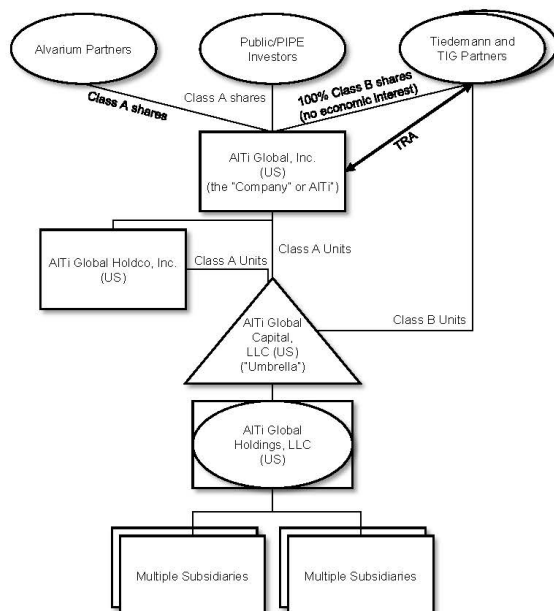 Alvarium Partners
Public/PIPE
Investors
Tiedemann and
TIG Partners
Class A shares
Class A shares
100% Class B shares
(no economic interest)
TRA
AlTi Global, Inc.
(US)
(the "Company" or AlTi")
AlTi Global Holdco, Inc.
(US)
Class A Units
Class A Units
AlTi Global
Capital,
LLC (US)
("Umbrella")
Class B Units
AlTi Global
Holdings, LLC
(US)
Multiple Subsidiaries
Multiple Subsidiaries